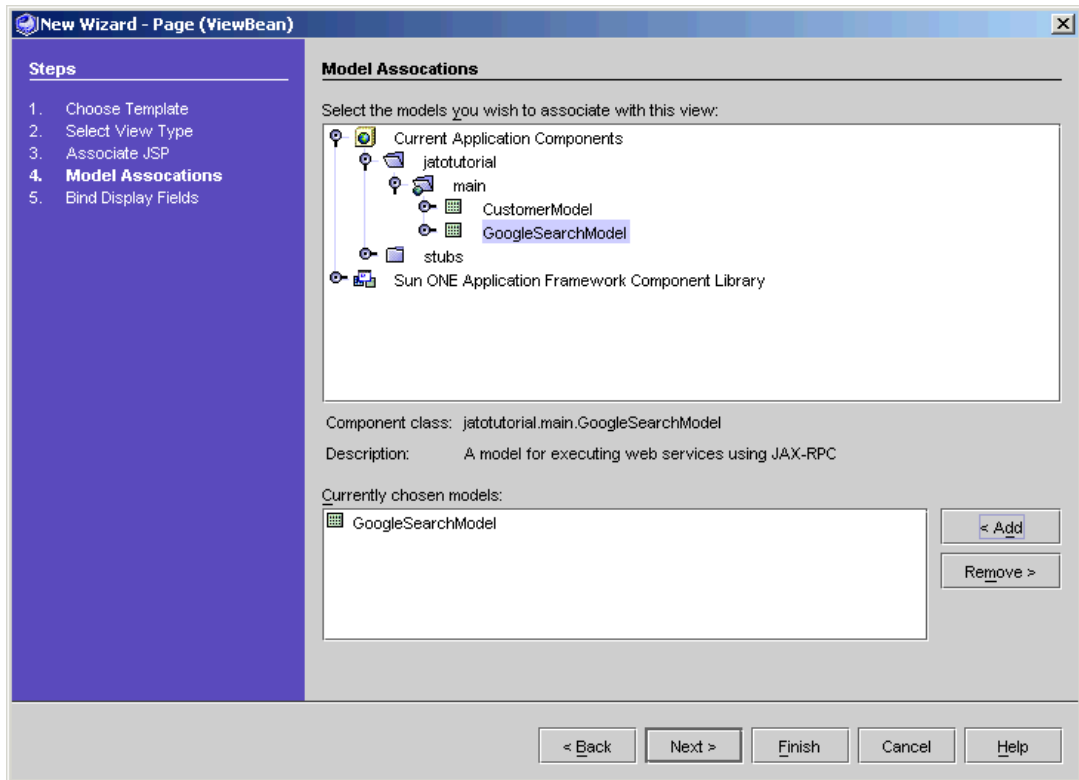 New Wizard - Page (ViewBean)
Steps
1. Choose Template
2. Select View Type
3. Associate JSP
4. Model Assocations
5. Bind Display Fields
Model Assocations
Select the models you wish to associate with this view:
Current Application Components
jatotutorial
main
CustomerModel
GoogleSearchModel
stubs
Sun ONE Application Framework Component Library
Component class: jatotutorial.main.GoogleSearchModel
Description: A model for executing web services using JAX-RPC
Currently chosen models:
GoogleSearchModel
< Add
Remove >
< Back Next > Finish Cancel Help